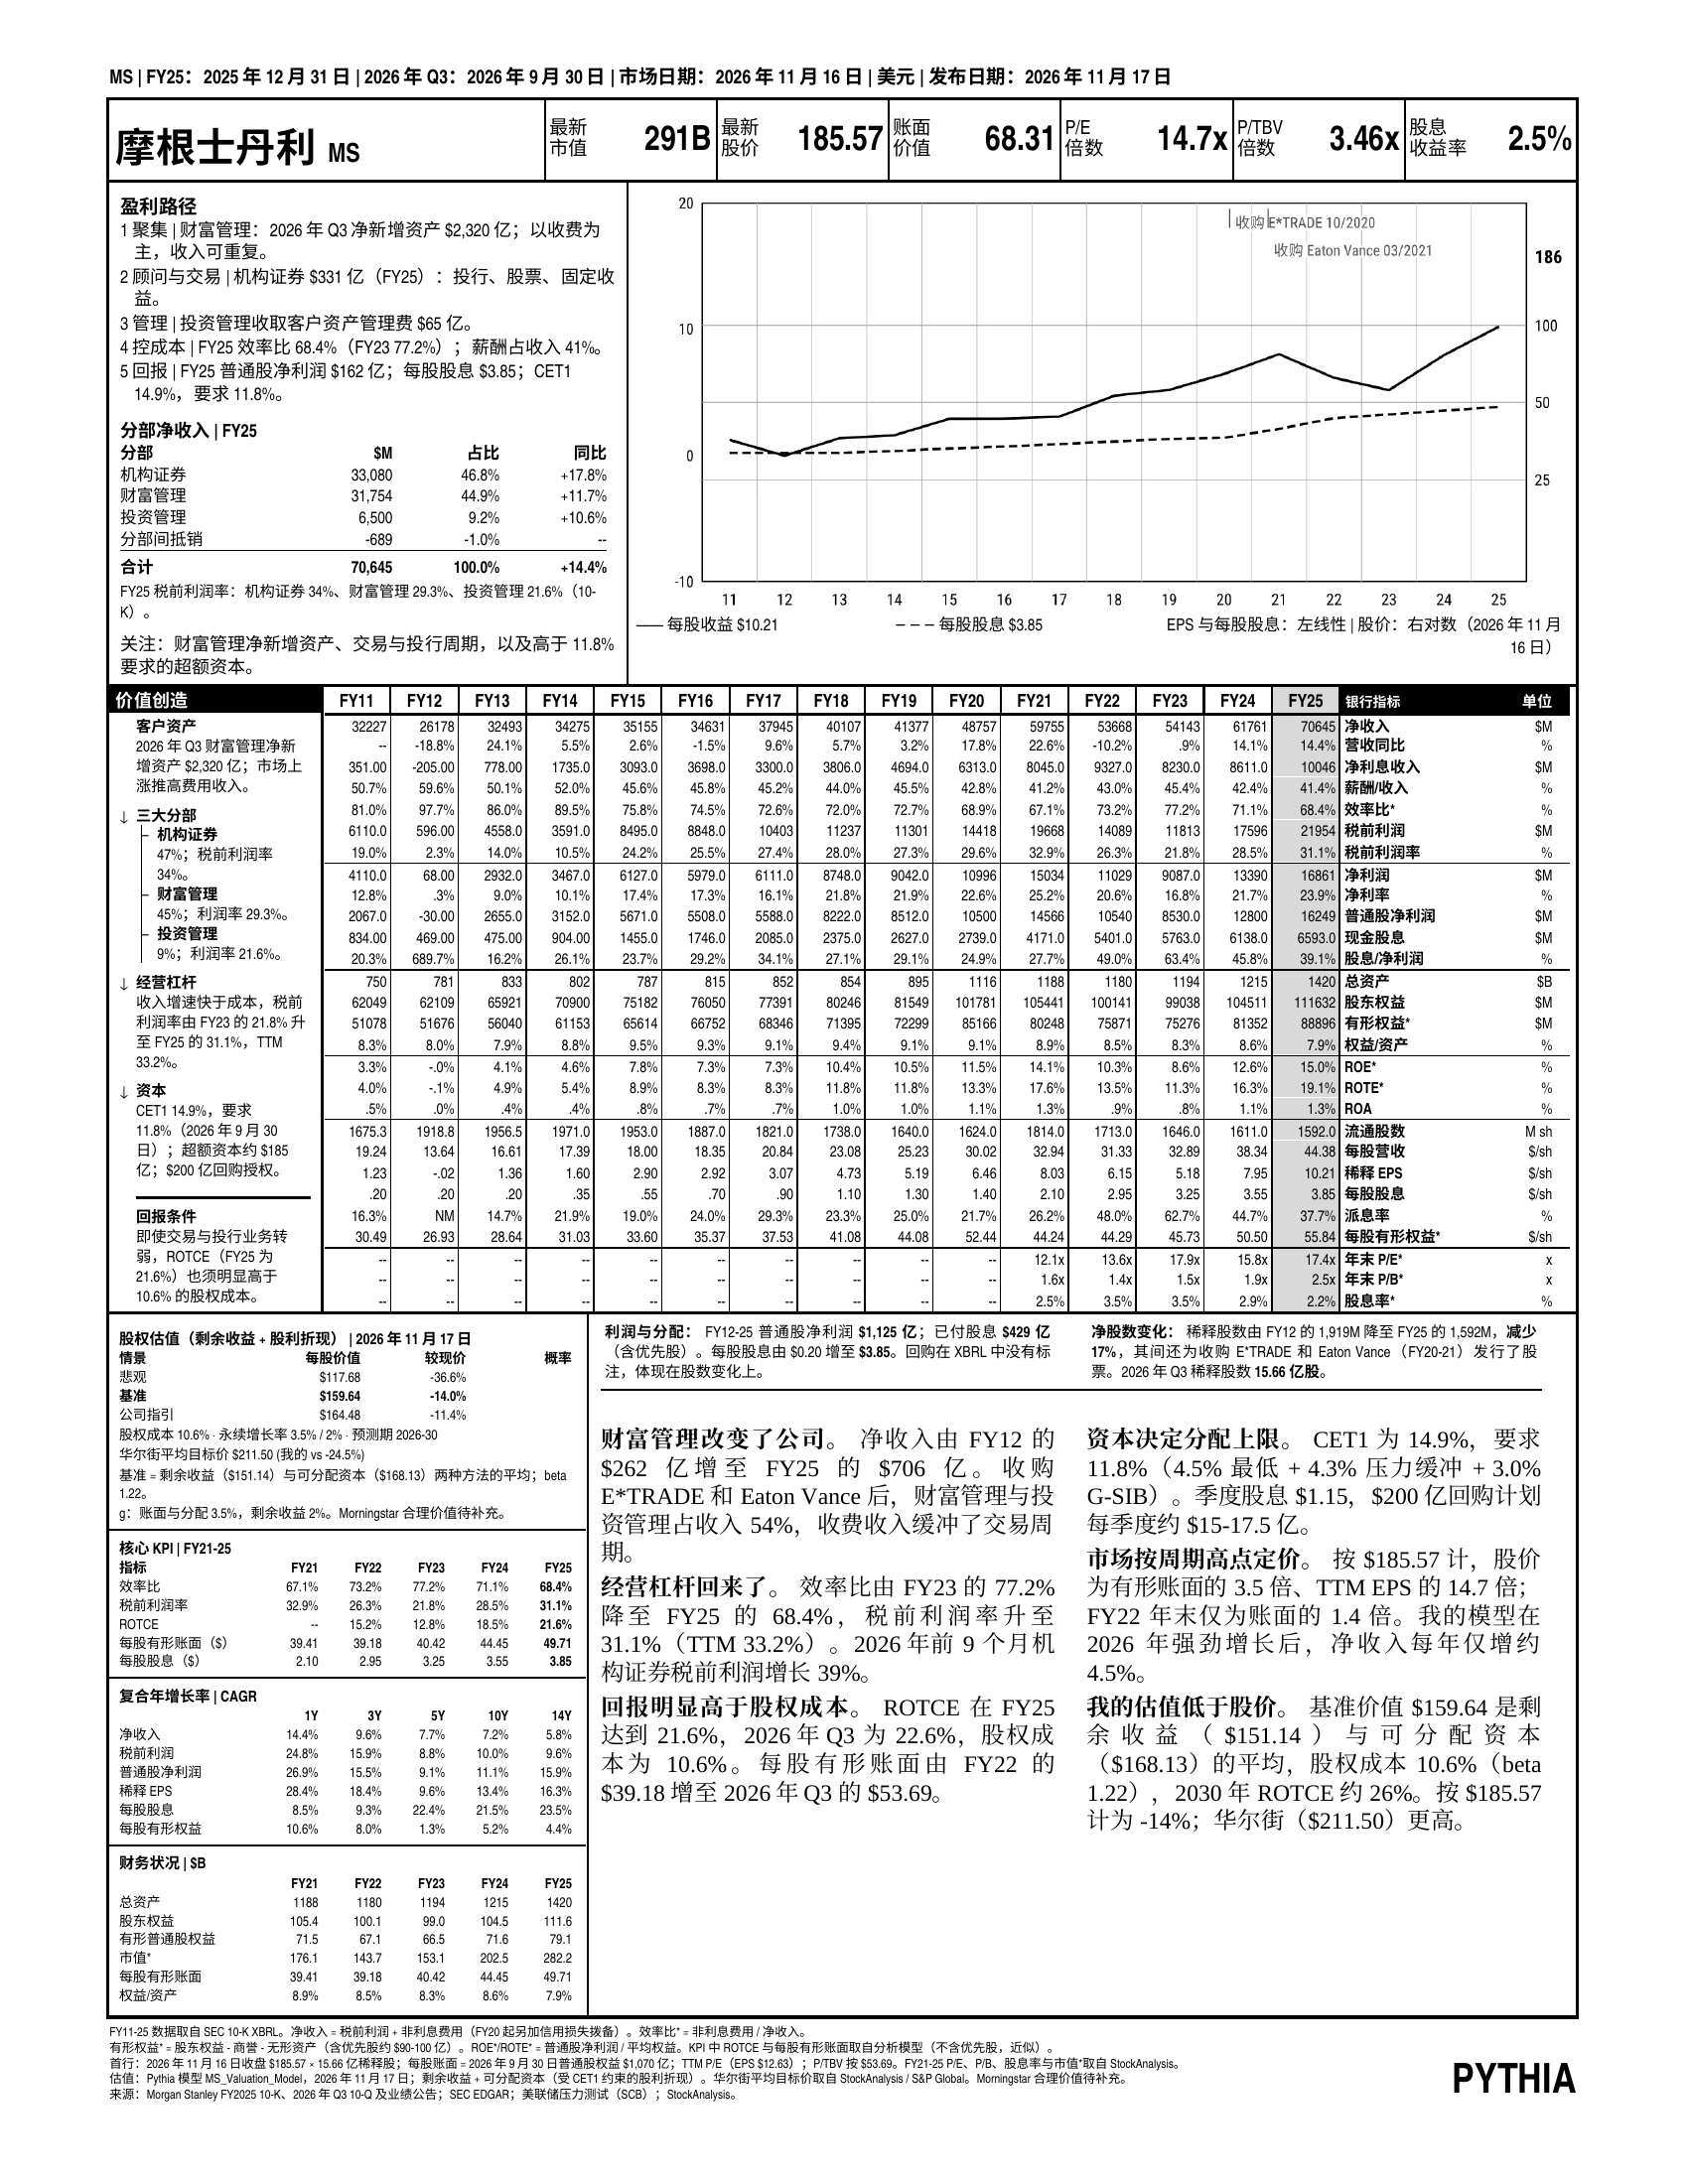 MS | FY25：2025 年 12 月 31 日 | 2026 年 Q3：2026 年 9 月 30 日 | 市场日期：2026 年 11 月 16 日 | 美元 | 发布日期：2026 年 11 月 17 日
摩根士丹利 MS
最新市值 291B 最新股价 185.57 账面价值 68.31 P/E倍数 14.7x P/TBV倍数 3.46x 股息收益率 2.5%
盈利路径
1 聚集 | 财富管理：2026 年 Q3 净新增资产 $2,320 亿；以收费为
主，收入可重复。
2 顾问与交易 | 机构证券 $331 亿（FY25）：投行、股票、固定收
益。
3 管理 | 投资管理收取客户资产管理费 $65 亿。
4 控成本 | FY25 效率比 68.4%（FY23 77.2%）；薪酬占收入 41%。
5 回报 | FY25 普通股净利润 $162 亿；每股股息 $3.85；CET1
14.9%，要求 11.8%。
分部净收入 | FY25
分部 $M 占比 同比
机构证券 33,080 46.8% +17.8%
财富管理 31,754 44.9% +11.7%
投资管理 6,500 9.2% +10.6%
分部间抵销 -689 -1.0% --
合计 70,645 100.0% +14.4%
FY25 税前利润率：机构证券 34%、财富管理 29.3%、投资管理 21.6%（10-
K）。
关注：财富管理净新增资产、交易与投行周期，以及高于 11.8%
要求的超额资本。
20
10
0
-10
收购 E*TRADE 10/2020
收购 Eaton Vance 03/2021
186
100
50
25
11 12 13 14 15 16 17 18 19 20 21 22 23 24 25
—— 每股收益 $10.21 – – – 每股股息 $3.85 EPS 与每股股息：左线性 | 股价：右对数（2026 年 11 月
16 日）
价值创造
客户资产
2026 年 Q3 财富管理净新
增资产 $2,320 亿；市场上
涨推高费用收入。
↓ 三大分部
机构证券
47%；税前利润率
34%。
财富管理
45%；利润率 29.3%。
投资管理
9%；利润率 21.6%。
↓ 经营杠杆
收入增速快于成本，税前
利润率由 FY23 的 21.8% 升
至 FY25 的 31.1%，TTM
33.2%。
↓ 资本
CET1 14.9%，要求
11.8%（2026 年 9 月 30
日）；超额资本约 $185
亿；$200 亿回购授权。
回报条件
即使交易与投行业务转
弱，ROTCE（FY25 为
21.6%）也须明显高于
10.6% 的股权成本。
FY11 FY12 FY13 FY14 FY15 FY16 FY17 FY18 FY19 FY20 FY21 FY22 FY23 FY24 FY25 银行指标 单位
32227 26178 32493 34275 35155 34631 37945 40107 41377 48757 59755 53668 54143 61761 70645 净收入 $M
-- -18.8% 24.1% 5.5% 2.6% -1.5% 9.6% 5.7% 3.2% 17.8% 22.6% -10.2% .9% 14.1% 14.4% 营收同比 %
351.00 -205.00 778.00 1735.0 3093.0 3698.0 3300.0 3806.0 4694.0 6313.0 8045.0 9327.0 8230.0 8611.0 10046 净利息收入 $M
50.7% 59.6% 50.1% 52.0% 45.6% 45.8% 45.2% 44.0% 45.5% 42.8% 41.2% 43.0% 45.4% 42.4% 41.4% 薪酬/收入 %
81.0% 97.7% 86.0% 89.5% 75.8% 74.5% 72.6% 72.0% 72.7% 68.9% 67.1% 73.2% 77.2% 71.1% 68.4% 效率比* %
6110.0 596.00 4558.0 3591.0 8495.0 8848.0 10403 11237 11301 14418 19668 14089 11813 17596 21954 税前利润 $M
19.0% 2.3% 14.0% 10.5% 24.2% 25.5% 27.4% 28.0% 27.3% 29.6% 32.9% 26.3% 21.8% 28.5% 31.1% 税前利润率 %
4110.0 68.00 2932.0 3467.0 6127.0 5979.0 6111.0 8748.0 9042.0 10996 15034 11029 9087.0 13390 16861 净利润 $M
12.8% .3% 9.0% 10.1% 17.4% 17.3% 16.1% 21.8% 21.9% 22.6% 25.2% 20.6% 16.8% 21.7% 23.9% 净利率 %
2067.0 -30.00 2655.0 3152.0 5671.0 5508.0 5588.0 8222.0 8512.0 10500 14566 10540 8530.0 12800 16249 普通股净利润 $M
834.00 469.00 475.00 904.00 1455.0 1746.0 2085.0 2375.0 2627.0 2739.0 4171.0 5401.0 5763.0 6138.0 6593.0 现金股息 $M
20.3% 689.7% 16.2% 26.1% 23.7% 29.2% 34.1% 27.1% 29.1% 24.9% 27.7% 49.0% 63.4% 45.8% 39.1% 股息/净利润 %
750 781 833 802 787 815 852 854 895 1116 1188 1180 1194 1215 1420 总资产 $B
62049 62109 65921 70900 75182 76050 77391 80246 81549 101781 105441 100141 99038 104511 111632 股东权益 $M
51078 51676 56040 61153 65614 66752 68346 71395 72299 85166 80248 75871 75276 81352 88896 有形权益* $M
8.3% 8.0% 7.9% 8.8% 9.5% 9.3% 9.1% 9.4% 9.1% 9.1% 8.9% 8.5% 8.3% 8.6% 7.9% 权益/资产 %
3.3% -.0% 4.1% 4.6% 7.8% 7.3% 7.3% 10.4% 10.5% 11.5% 14.1% 10.3% 8.6% 12.6% 15.0% ROE* %
4.0% -.1% 4.9% 5.4% 8.9% 8.3% 8.3% 11.8% 11.8% 13.3% 17.6% 13.5% 11.3% 16.3% 19.1% ROTE* %
.5% .0% .4% .4% .8% .7% .7% 1.0% 1.0% 1.1% 1.3% .9% .8% 1.1% 1.3% ROA %
1675.3 1918.8 1956.5 1971.0 1953.0 1887.0 1821.0 1738.0 1640.0 1624.0 1814.0 1713.0 1646.0 1611.0 1592.0 流通股数 M sh
19.24 13.64 16.61 17.39 18.00 18.35 20.84 23.08 25.23 30.02 32.94 31.33 32.89 38.34 44.38 每股营收 $/sh
1.23 -.02 1.36 1.60 2.90 2.92 3.07 4.73 5.19 6.46 8.03 6.15 5.18 7.95 10.21 稀释 EPS $/sh
.20 .20 .20 .35 .55 .70 .90 1.10 1.30 1.40 2.10 2.95 3.25 3.55 3.85 每股股息 $/sh
16.3% NM 14.7% 21.9% 19.0% 24.0% 29.3% 23.3% 25.0% 21.7% 26.2% 48.0% 62.7% 44.7% 37.7% 派息率 %
30.49 26.93 28.64 31.03 33.60 35.37 37.53 41.08 44.08 52.44 44.24 44.29 45.73 50.50 55.84 每股有形权益* $/sh
-- -- -- -- -- -- -- -- -- -- 12.1x 13.6x 17.9x 15.8x 17.4x 年末 P/E* x
-- -- -- -- -- -- -- -- -- -- 1.6x 1.4x 1.5x 1.9x 2.5x 年末 P/B* x
-- -- -- -- -- -- -- -- -- -- 2.5% 3.5% 3.5% 2.9% 2.2% 股息率* %
股权估值（剩余收益 + 股利折现） | 2026 年 11 月 17 日
情景 每股价值 较现价 概率
悲观 $117.68 -36.6%
基准 $159.64 -14.0%
公司指引 $164.48 -11.4%
股权成本 10.6% · 永续增长率 3.5% / 2% · 预测期 2026-30
华尔街平均目标价 $211.50 (我的 vs -24.5%)
基准 = 剩余收益（$151.14）与可分配资本（$168.13）两种方法的平均；beta
1.22。
g：账面与分配 3.5%，剩余收益 2%。Morningstar 合理价值待补充。
核心 KPI | FY21-25
指标 FY21 FY22 FY23 FY24 FY25
效率比 67.1% 73.2% 77.2% 71.1% 68.4%
税前利润率 32.9% 26.3% 21.8% 28.5% 31.1%
ROTCE -- 15.2% 12.8% 18.5% 21.6%
每股有形账面（$） 39.41 39.18 40.42 44.45 49.71
每股股息（$） 2.10 2.95 3.25 3.55 3.85
复合年增长率 | CAGR
1Y 3Y 5Y 10Y 14Y
净收入 14.4% 9.6% 7.7% 7.2% 5.8%
税前利润 24.8% 15.9% 8.8% 10.0% 9.6%
普通股净利润 26.9% 15.5% 9.1% 11.1% 15.9%
稀释 EPS 28.4% 18.4% 9.6% 13.4% 16.3%
每股股息 8.5% 9.3% 22.4% 21.5% 23.5%
每股有形权益 10.6% 8.0% 1.3% 5.2% 4.4%
财务状况 | $B
FY21 FY22 FY23 FY24 FY25
总资产 1188 1180 1194 1215 1420
股东权益 105.4 100.1 99.0 104.5 111.6
有形普通股权益 71.5 67.1 66.5 71.6 79.1
市值* 176.1 143.7 153.1 202.5 282.2
每股有形账面 39.41 39.18 40.42 44.45 49.71
权益/资产 8.9% 8.5% 8.3% 8.6% 7.9%
利润与分配： FY12-25 普通股净利润 $1,125 亿；已付股息 $429 亿
（含优先股）。每股股息由 $0.20 增至 $3.85。回购在 XBRL 中没有标
注，体现在股数变化上。
净股数变化： 稀释股数由 FY12 的 1,919M 降至 FY25 的 1,592M，减少
17%，其间还为收购 E*TRADE 和 Eaton Vance（FY20-21）发行了股
票。2026 年 Q3 稀释股数 15.66 亿股。
财富管理改变了公司。 净收入由 FY12 的
$262 亿增至 FY25 的 $706 亿。收购
E*TRADE 和 Eaton Vance 后，财富管理与投
资管理占收入 54%，收费收入缓冲了交易周
期。
经营杠杆回来了。 效率比由 FY23 的 77.2%
降至 FY25 的 68.4%，税前利润率升至
31.1%（TTM 33.2%）。2026 年前 9 个月机
构证券税前利润增长 39%。
回报明显高于股权成本。 ROTCE 在 FY25
达到 21.6%，2026 年 Q3 为 22.6%，股权成
本为 10.6%。每股有形账面由 FY22 的
$39.18 增至 2026 年 Q3 的 $53.69。
资本决定分配上限。 CET1 为 14.9%，要求
11.8%（4.5% 最低 + 4.3% 压力缓冲 + 3.0%
G-SIB）。季度股息 $1.15，$200 亿回购计划
每季度约 $15-17.5 亿。
市场按周期高点定价。 按 $185.57 计，股价
为有形账面的 3.5 倍、TTM EPS 的 14.7 倍；
FY22 年末仅为账面的 1.4 倍。我的模型在
2026 年强劲增长后，净收入每年仅增约
4.5%。
我的估值低于股价。 基准价值 $159.64 是剩
余收益（$151.14）与可分配资本
（$168.13）的平均，股权成本 10.6%（beta
1.22），2030 年 ROTCE 约 26%。按 $185.57
计为 -14%；华尔街（$211.50）更高。
FY11-25 数据取自 SEC 10-K XBRL。净收入 = 税前利润 + 非利息费用（FY20 起另加信用损失拨备）。效率比* = 非利息费用 / 净收入。
有形权益* = 股东权益 - 商誉 - 无形资产（含优先股约 $90-100 亿）。ROE*/ROTE* = 普通股净利润 / 平均权益。KPI 中 ROTCE 与每股有形账面取自分析模型（不含优先股，近似）。
首行：2026 年 11 月 16 日收盘 $185.57 × 15.66 亿稀释股；每股账面 = 2026 年 9 月 30 日普通股权益 $1,070 亿；TTM P/E（EPS $12.63）；P/TBV 按 $53.69。FY21-25 P/E、P/B、股息率与市值*取自 StockAnalysis。
估值：Pythia 模型 MS_Valuation_Model，2026 年 11 月 17 日；剩余收益 + 可分配资本（受 CET1 约束的股利折现）。华尔街平均目标价取自 StockAnalysis / S&P Global。Morningstar 合理价值待补充。
来源：Morgan Stanley FY2025 10-K、2026 年 Q3 10-Q 及业绩公告；SEC EDGAR；美联储压力测试（SCB）；StockAnalysis。
PYTHIA